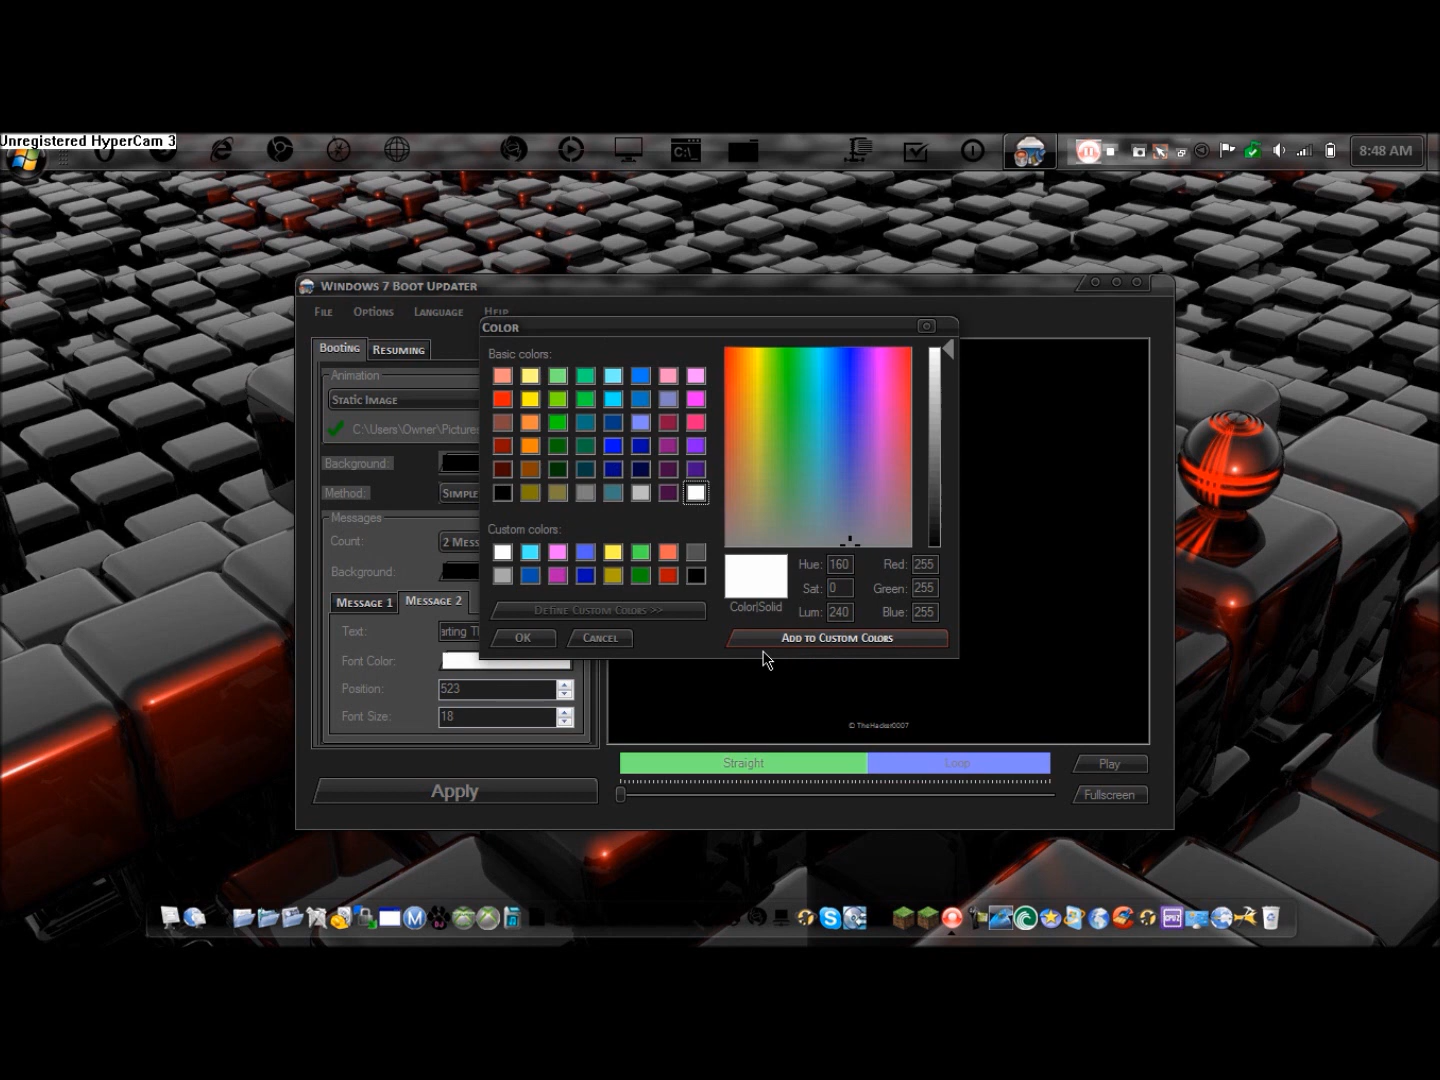 Unregistered HyperCam 3
C:\_
8:48 AM
Windows 7 Boot Updater
File Options Language Help
Color
Booting Resuming
Basic colors:
Animation
Static Image
C:\Users\Owner\Pictures
Background:
Method: Simple
Messages
Custom colors:
Count: 2 Mess
Background:
Hue: 160 Red: 255
Sat: 0 Green: 255
Color|Solid
Lum: 240 Blue: 255
Message 1 Message 2
Define Custom Colors >>
Text: arting
OK Cancel Add to Custom Colors
Font Color:
Position: 523
Font Size: 18
© TheHacker0007
Straight Loop Play
Apply Fullscreen